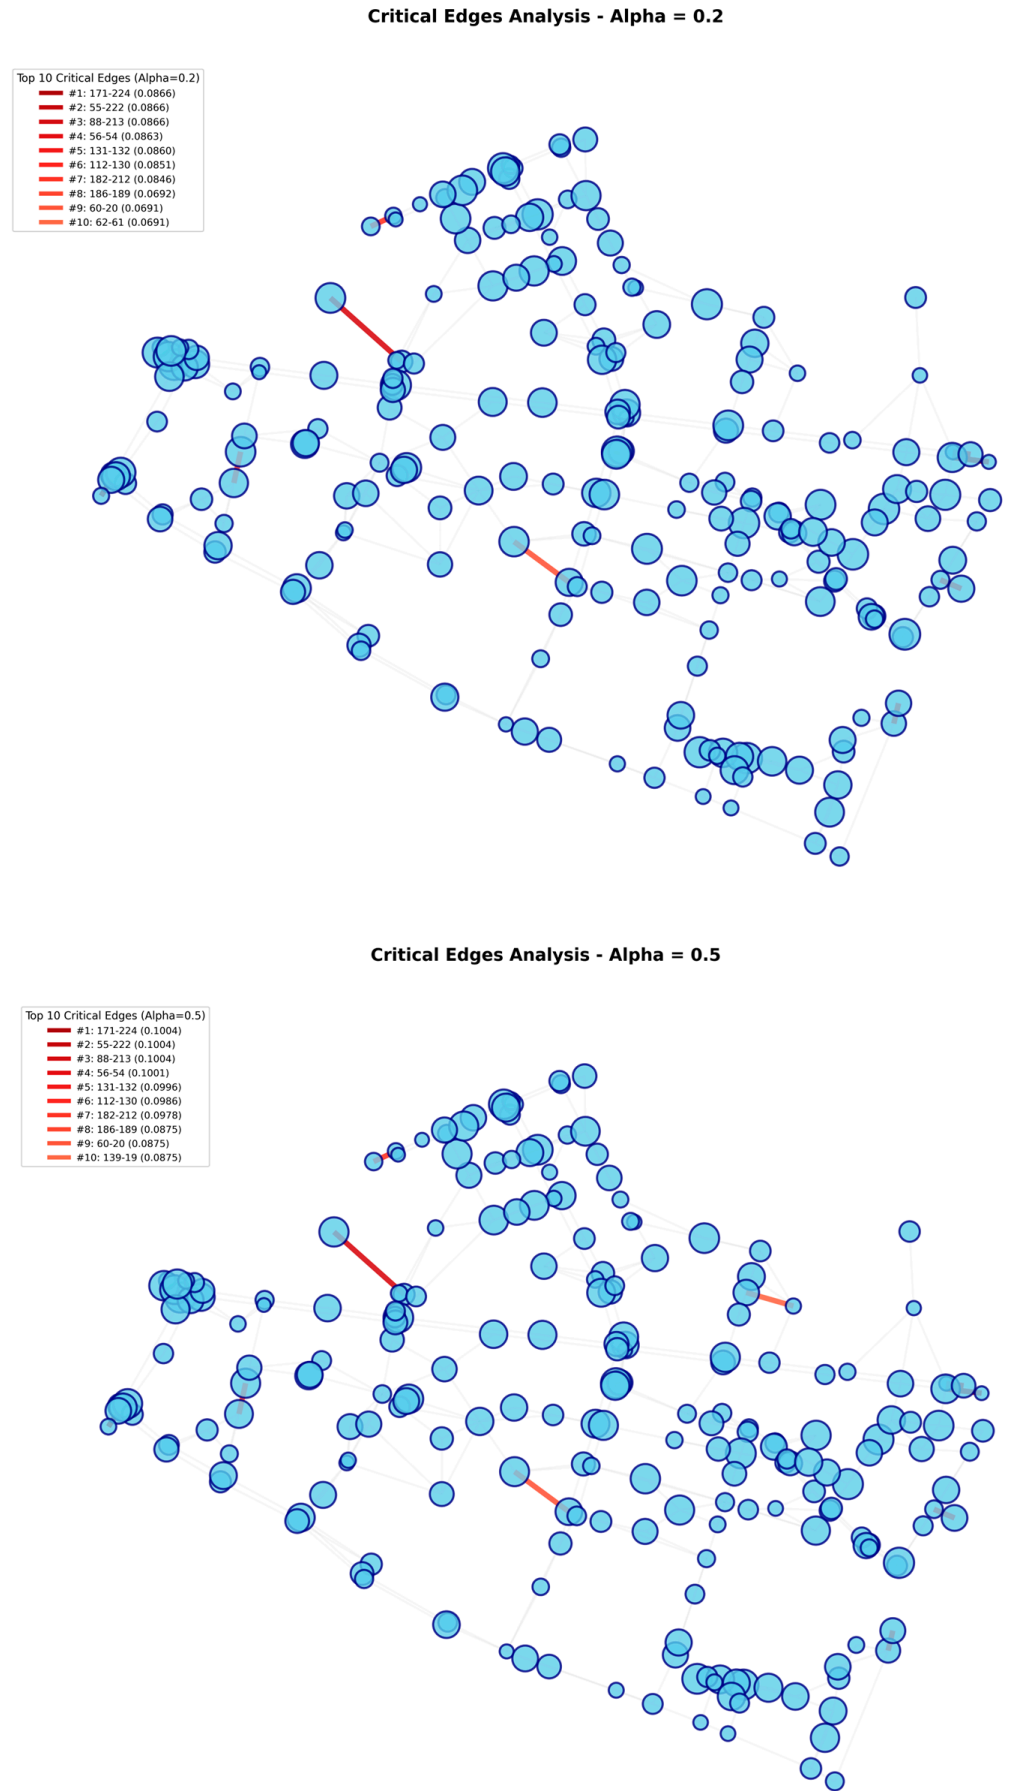 Critical Edges Analysis - Alpha = 0.2
Top 10 Critical Edges (Alpha=0.2)
#1: 171-224 (0.0866)
#2: 55-222 (0.0866)
#3: 88-213 (0.0866)
#4: 56-54 (0.0863)
#5: 131-132 (0.0860)
#6: 112-130 (0.0851)
#7: 182-212 (0.0846)
#8: 186-189 (0.0692)
#9: 60-20 (0.0691)
#10: 62-61 (0.0691)
Critical Edges Analysis - Alpha = 0.5
Top 10 Critical Edges (Alpha=0.5)
#1: 171-224 (0.1004)
#2: 55-222 (0.1004)
#3: 88-213 (0.1004)
#4: 56-54 (0.1001)
#5: 131-132 (0.0996)
#6: 112-130 (0.0986)
#7: 182-212 (0.0978)
#8: 186-189 (0.0875)
#9: 60-20 (0.0875)
#10: 139-19 (0.0875)